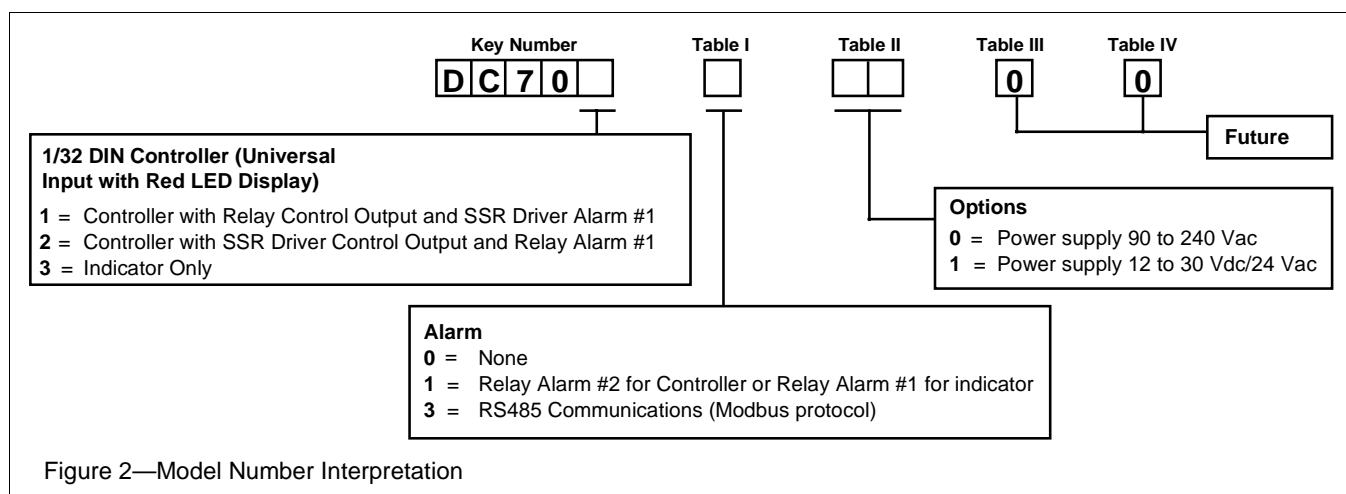 Key Number Table I Table II Table III Table IV
D C 7 0 0 0
Future
1/32 DIN Controller (Universal
Input with Red LED Display)
1 = Controller with Relay Control Output and SSR Driver Alarm #1
2 = Controller with SSR Driver Control Output and Relay Alarm #1
3 = Indicator Only
Options
0 = Power supply 90 to 240 Vac
1 = Power supply 12 to 30 Vdc/24 Vac
Alarm
0 = None
1 = Relay Alarm #2 for Controller or Relay Alarm #1 for indicator
3 = RS485 Communications (Modbus protocol)
Figure 2—Model Number Interpretation